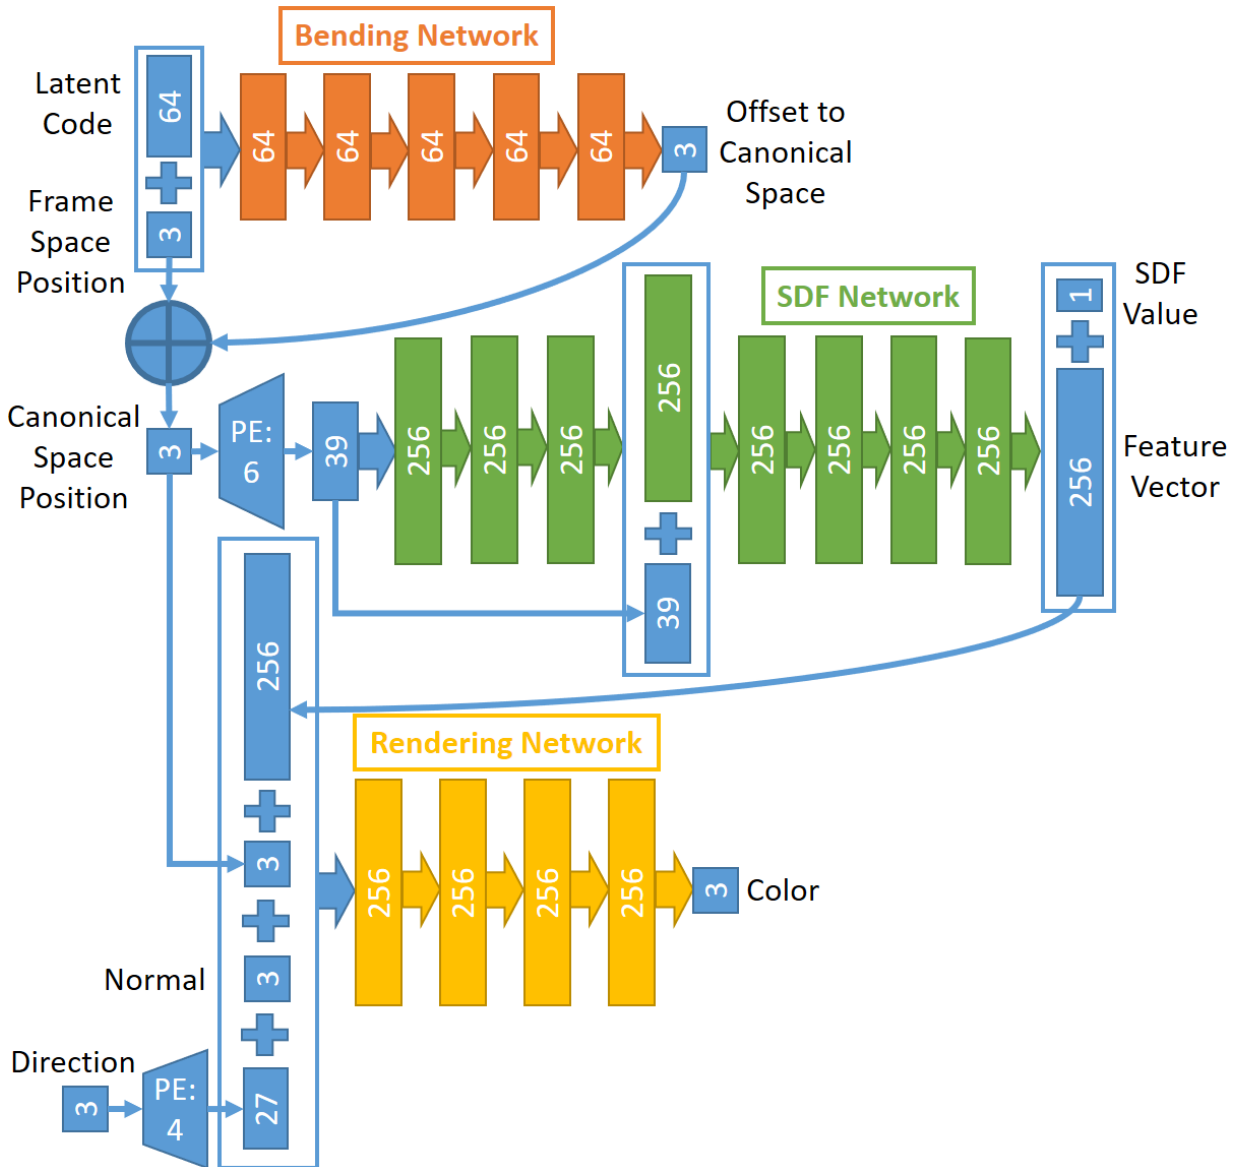 Bending Network
Latent
Code
64
+
Frame
Space
Position
3
64
64
64
64
64
3
Offset to
Canonical
Space
Canonical
Space
Position
3
PE:
6
39
256
256
256
256
39
SDF Network
256
256
256
256
1
SDF
Value
256
Feature
Vector
256
3
Normal
3
Direction
3
PE:
4
27
Rendering Network
256
256
256
256
3
Color